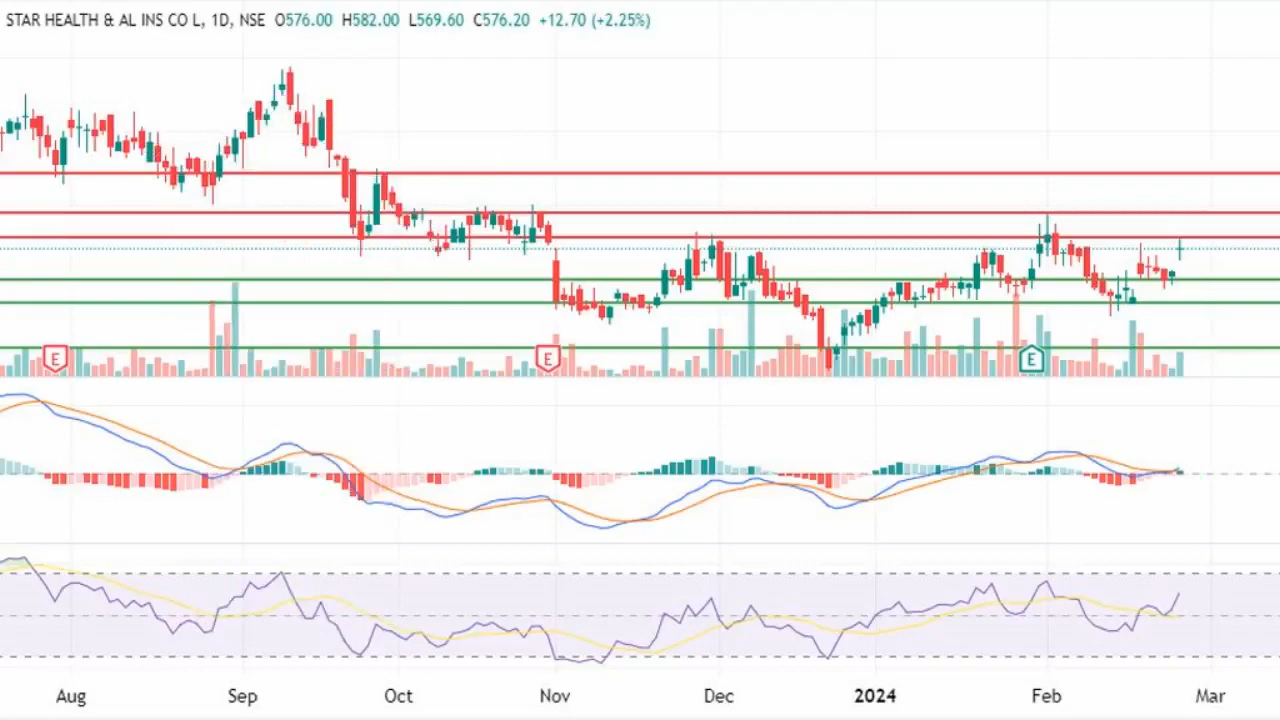 STAR HEALTH & AL INS CO L, 1D, NSE O576.00 H582.00 L569.60 C576.20 +12.70 (+2.25%)
E E E
Aug Sep Oct Nov Dec 2024 Feb Mar